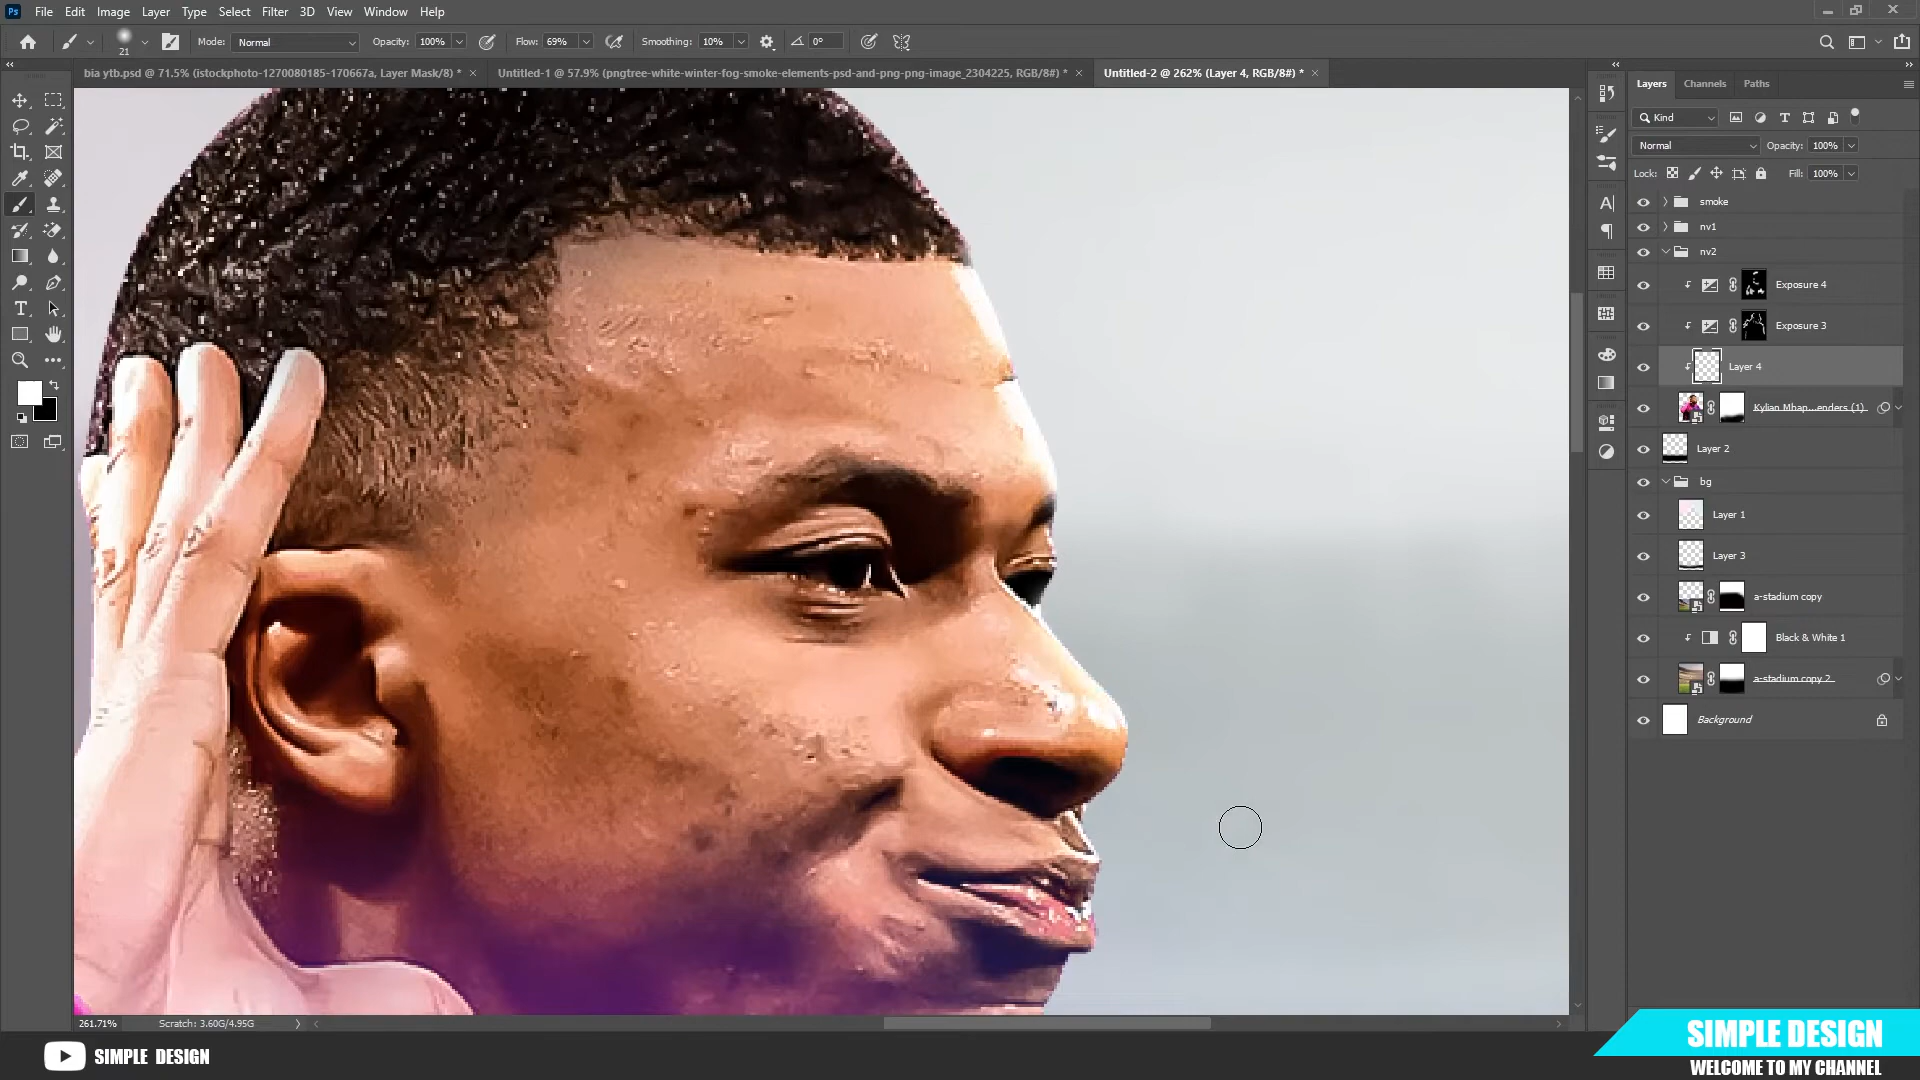 Ps File Edit Image Layer Type Select Filter 3D View Window Help
21 Mode: Normal Opacity: 100% Flow: 69% Smoothing: 10% 0°
bia ytb.psd @ 71.5% (istockphoto-1270080185-170667a, Layer Mask/8) * ×
Untitled-1 @ 57.9% (pngtree-white-winter-fog-smoke-elements-psd-and-png-png-image_2304225, RGB/8#) * ×
Untitled-2 @ 262% (Layer 4, RGB/8#) * ×
Layers Channels Paths
Kind
Normal Opacity: 100%
Lock: Fill: 100%
smoke
nv1
nv2
Exposure 4
Exposure 3
Layer 4
Kylian Mbap...enders (1)
Layer 2
bg
Layer 1
Layer 3
a-stadium copy
Black & White 1
a-stadium copy 2
Background
261.71% Scratch: 3.60G/4.95G
SIMPLE DESIGN
SIMPLE DESIGN
WELCOME TO MY CHANNEL